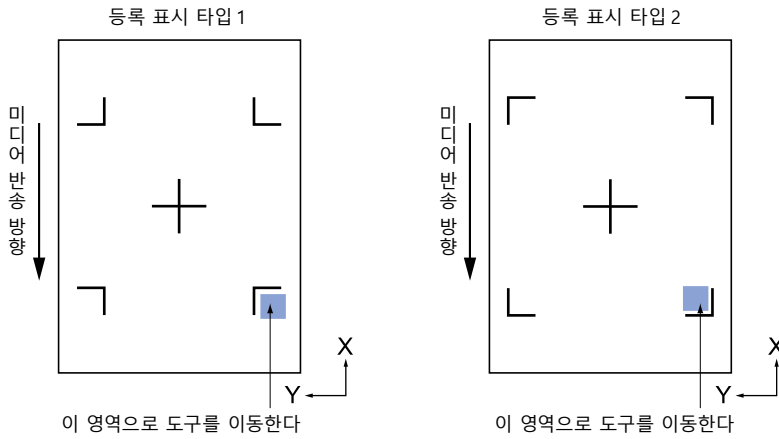 등록 표시 타입 1
미디어 반송 방향
X
Y
이 영역으로 도구를 이동한다
등록 표시 타입 2
미디어 반송 방향
X
Y
이 영역으로 도구를 이동한다